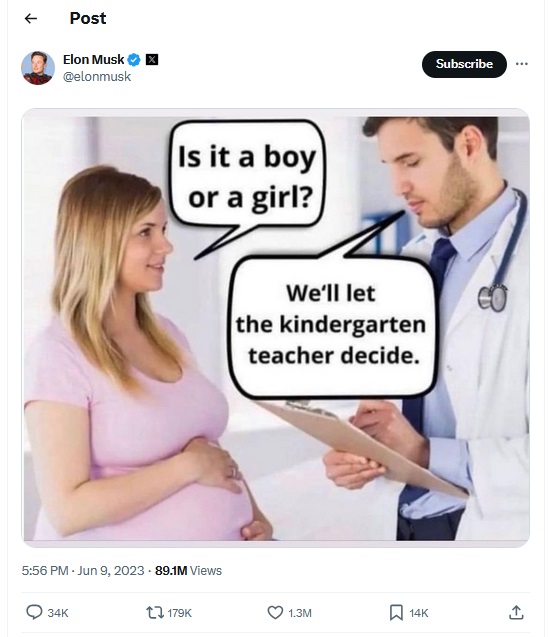 Post
Elon Musk
@elonmusk
Subscribe
Is it a boy
or a girl?
We'll let
the kindergarten
teacher decide.
5:56 PM · Jun 9, 2023 · 89.1M Views
34K
179K
1.3M
14K